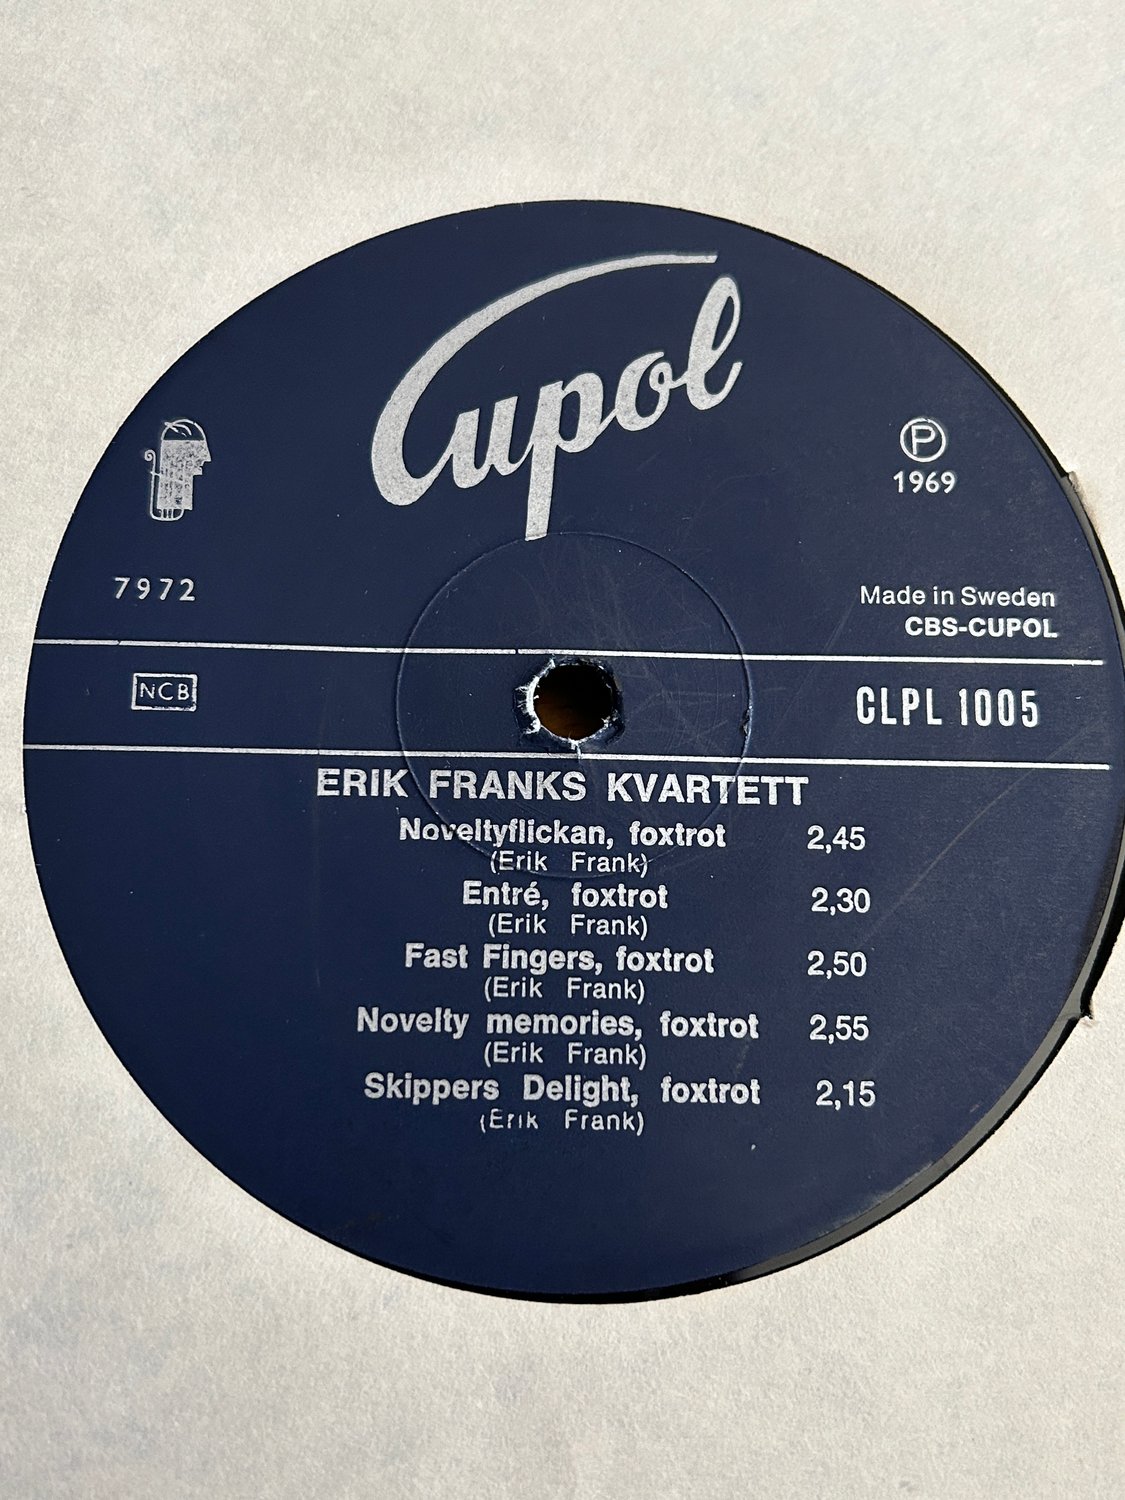 Cupol
Ⓟ
1969
7972
Made in Sweden
CBS-CUPOL
NCB
CLPL 1005
ERIK FRANKS KVARTETT
Noveltyflickan, foxtrot 2,45
(Erik Frank)
Entré, foxtrot 2,30
(Erik Frank)
Fast Fingers, foxtrot 2,50
(Erik Frank)
Novelty memories, foxtrot 2,55
(Erik Frank)
Skippers Delight, foxtrot 2,15
(Erik Frank)